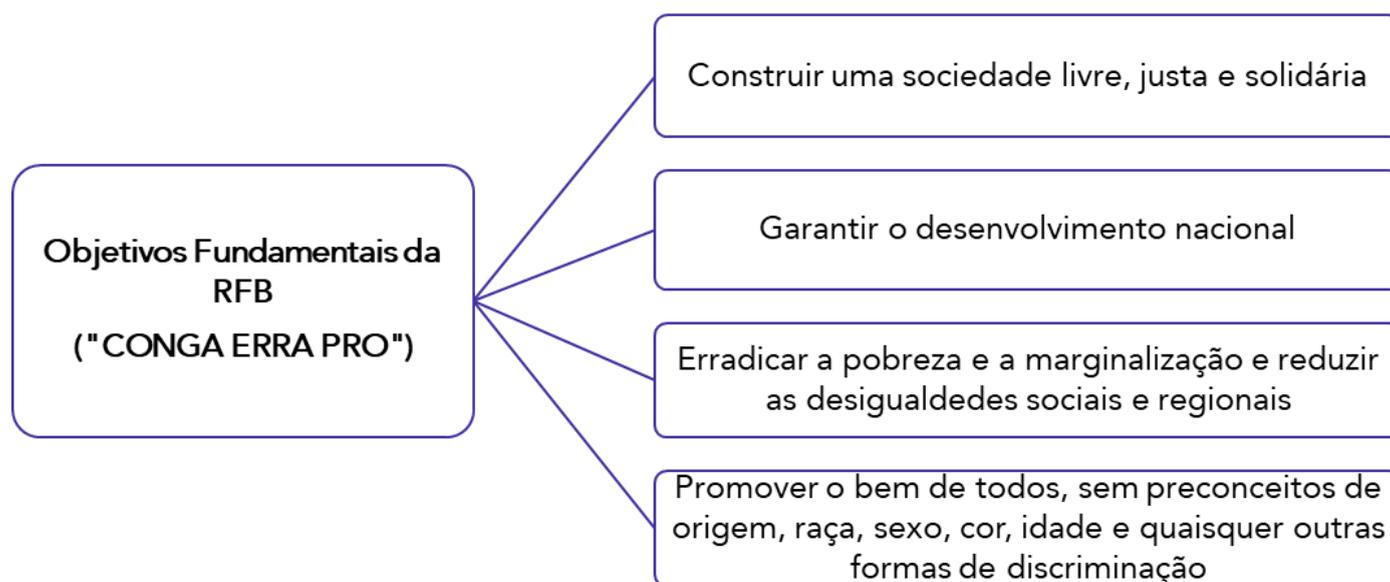 Objetivos Fundamentais da
RFB
("CONGA ERRA PRO")
Construir uma sociedade livre, justa e solidária
Garantir o desenvolvimento nacional
Erradicar a pobreza e a marginalização e reduzir
as desigualdedes sociais e regionais
Promover o bem de todos, sem preconceitos de
origem, raça, sexo, cor, idade e quaisquer outras
formas de discriminação